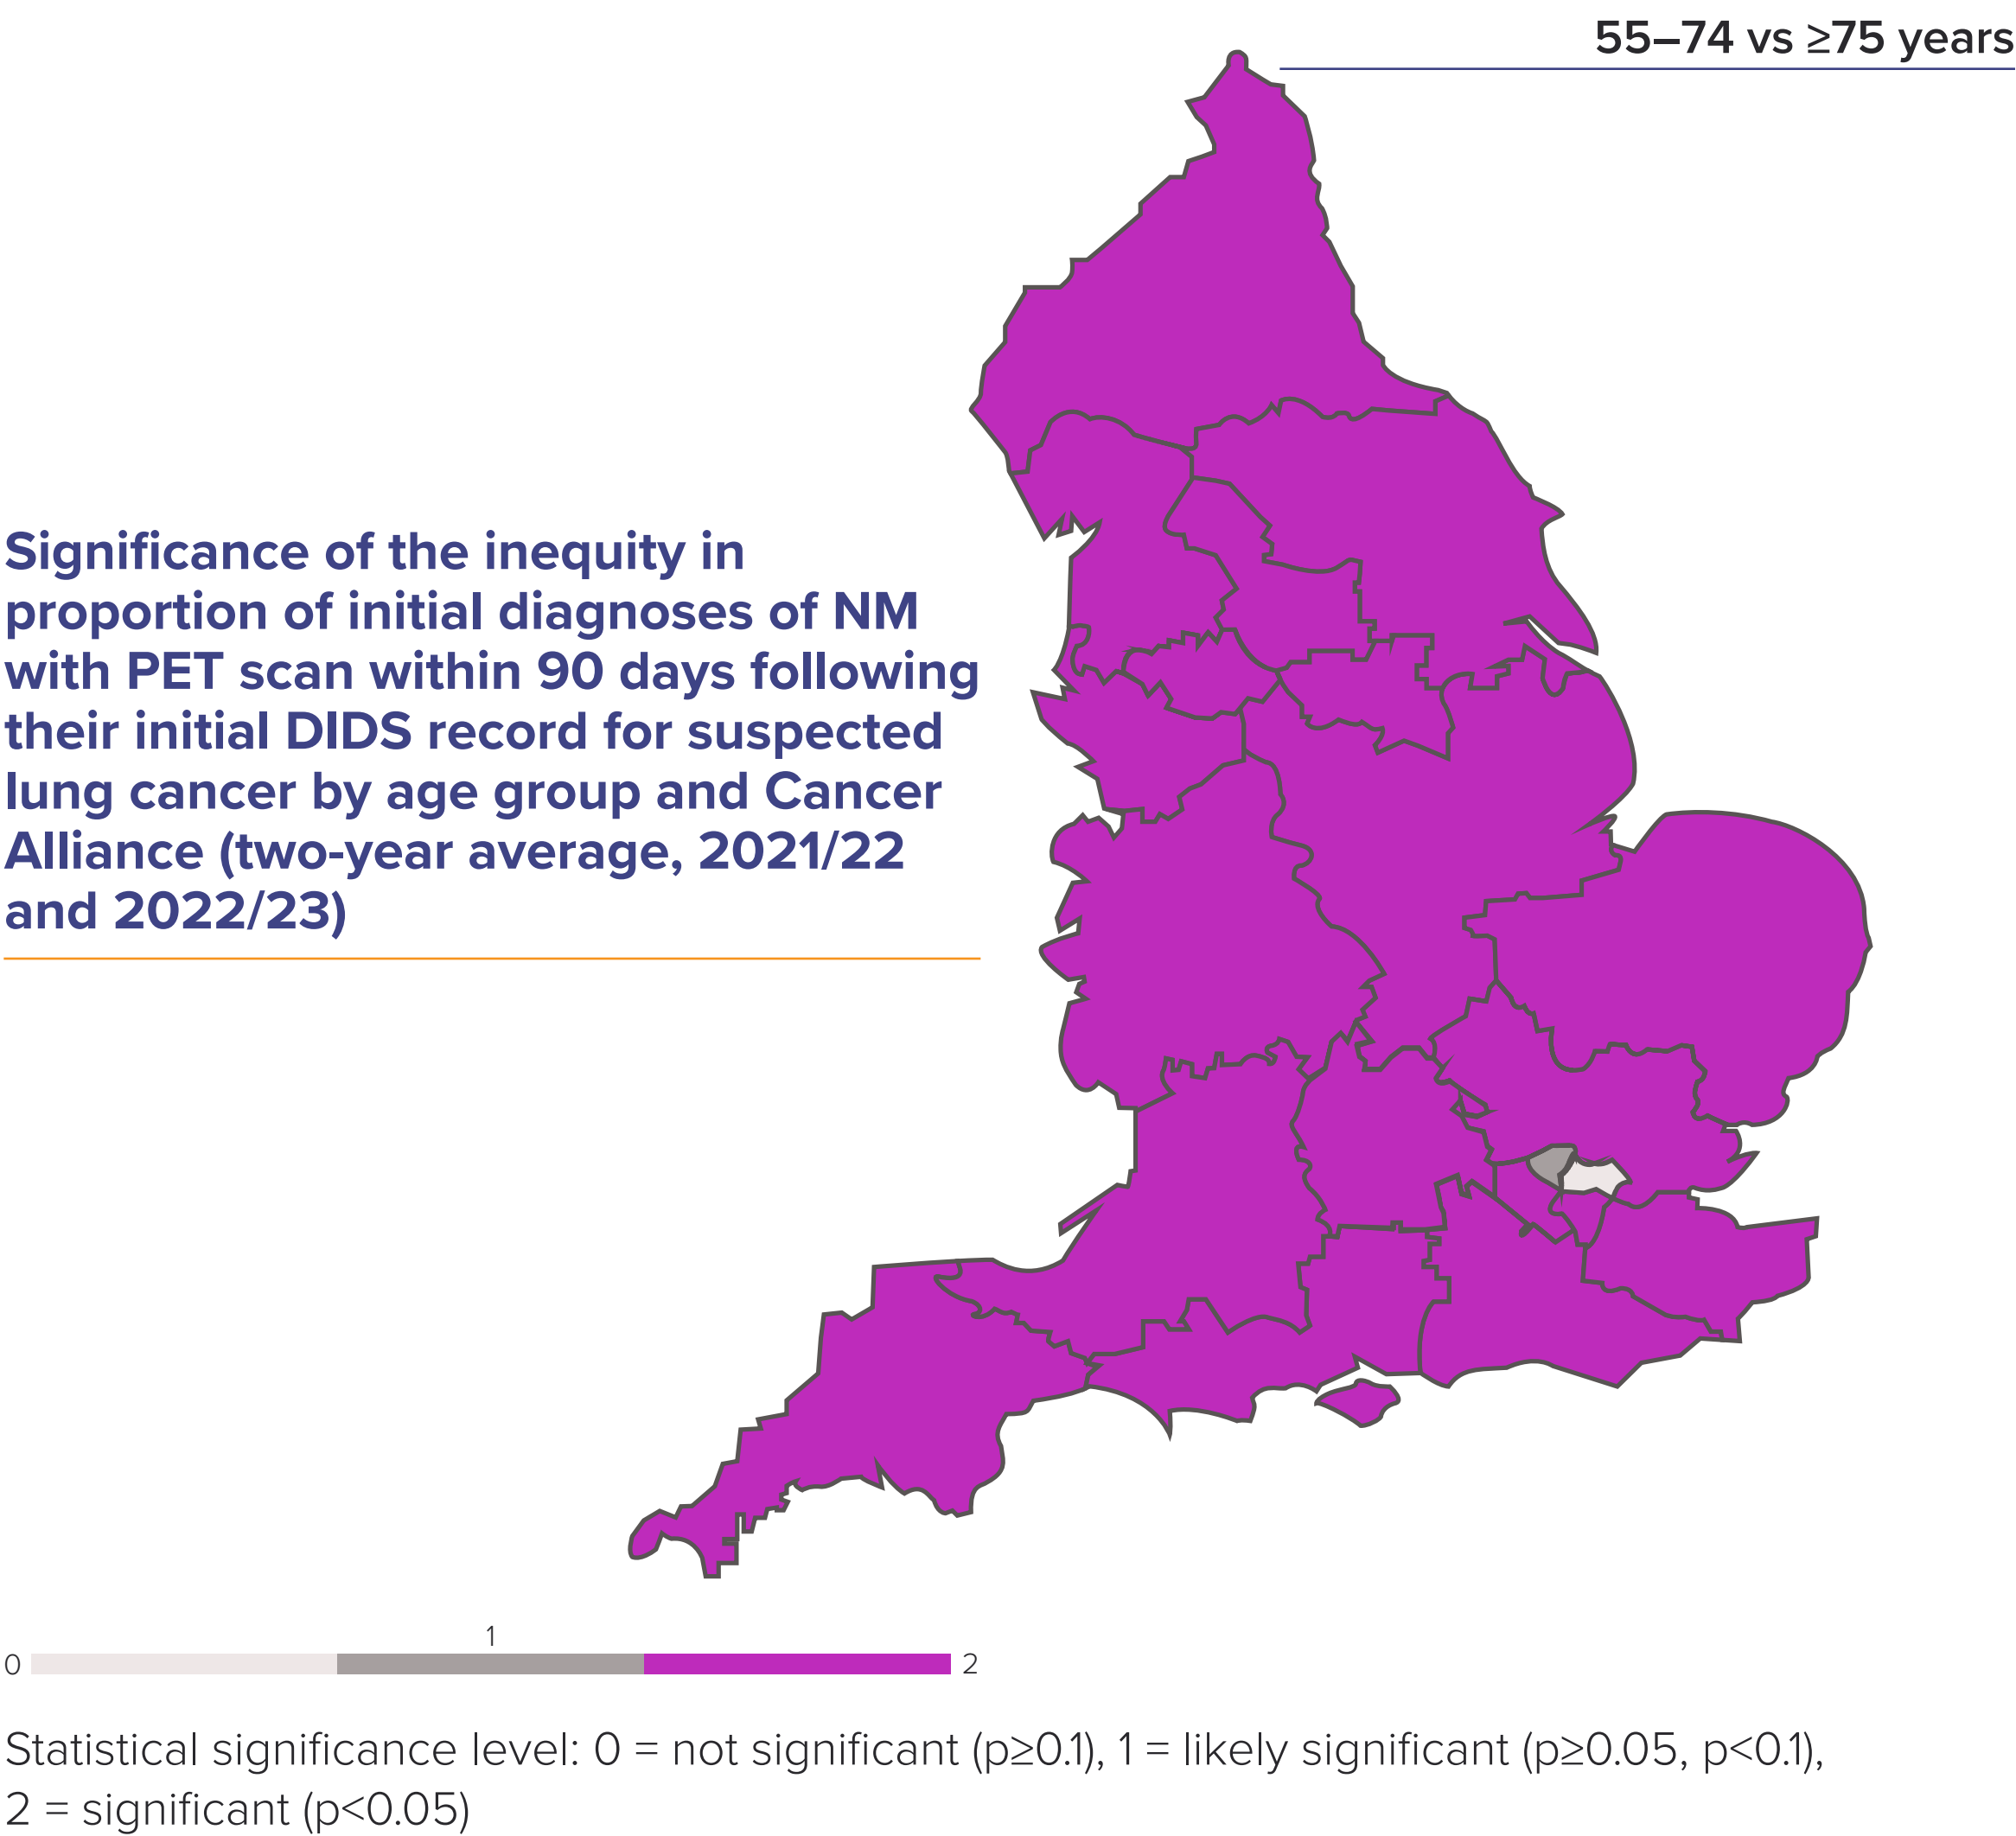 55–74 vs ≥75 years
Significance of the inequity in
proportion of initial diagnoses of NM
with PET scan within 90 days following
their initial DIDS record for suspected
lung cancer by age group and Cancer
Alliance (two-year average, 2021/22
and 2022/23)
1
0
2
Statistical significance level: 0 = not significant (p≥0.1), 1 = likely significant (p≥0.05, p<0.1),
2 = significant (p<0.05)